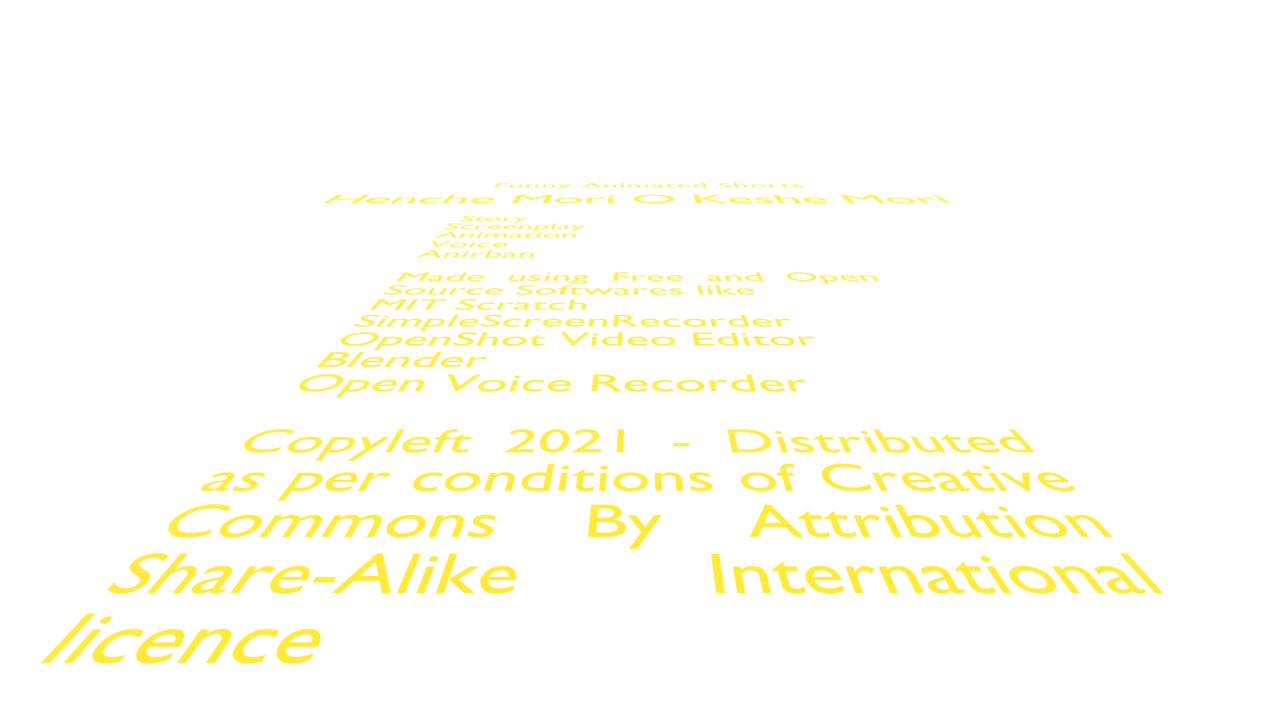 Funny Animated Shorts
Henche Mori O Keshe Mori
Story
Screenplay
Animation
Voice
Anirban
Made using Free and Open
Source Softwares like
MIT Scratch
SimpleScreenRecorder
OpenShot Video Editor
Blender
Open Voice Recorder
Copyleft 2021 - Distributed
as per conditions of Creative
Commons By Attribution
Share-Alike International
licence